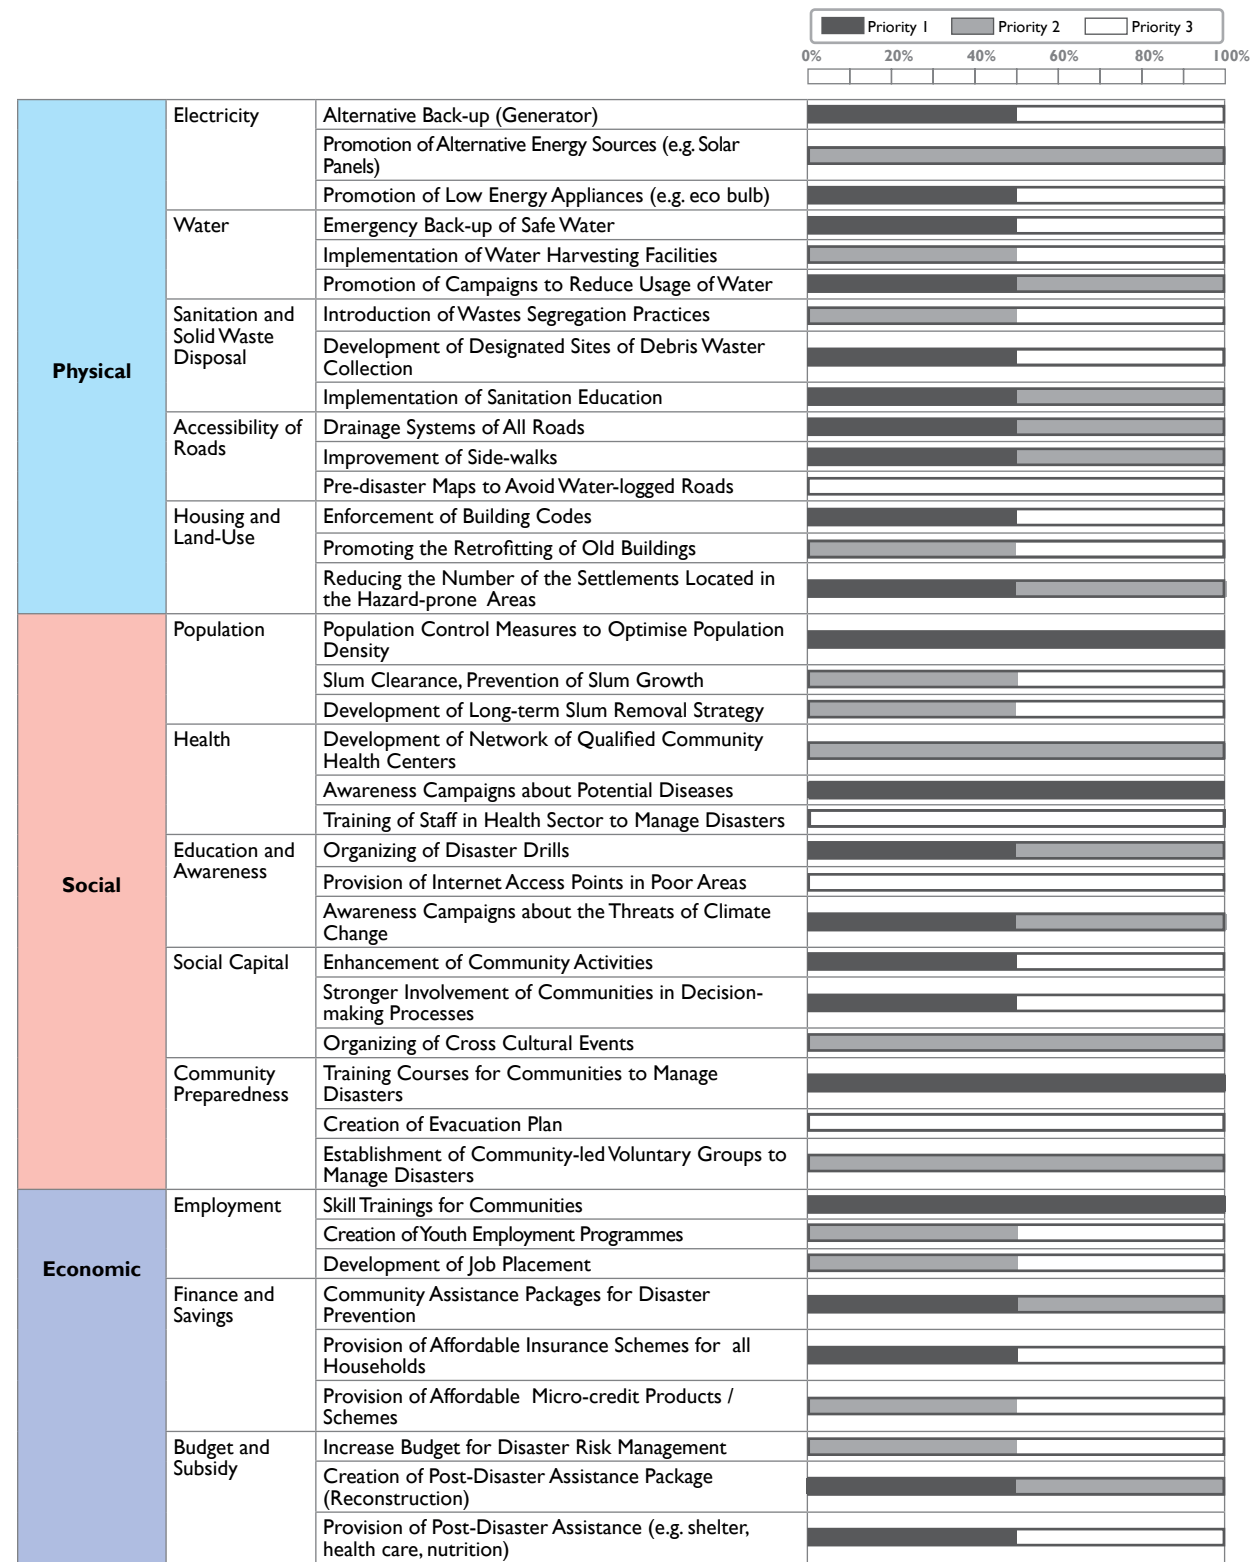 Priority 1 Priority 2 Priority 3
0% 20% 40% 60% 80% 100%
Physical
Electricity
Alternative Back-up (Generator)
Promotion of Alternative Energy Sources (e.g. Solar
Panels)
Promotion of Low Energy Appliances (e.g. eco bulb)
Water
Emergency Back-up of Safe Water
Implementation of Water Harvesting Facilities
Promotion of Campaigns to Reduce Usage of Water
Sanitation and
Solid Waste
Disposal
Introduction of Wastes Segregation Practices
Development of Designated Sites of Debris Waster
Collection
Implementation of Sanitation Education
Accessibility of
Roads
Drainage Systems of All Roads
Improvement of Side-walks
Pre-disaster Maps to Avoid Water-logged Roads
Housing and
Land-Use
Enforcement of Building Codes
Promoting the Retrofitting of Old Buildings
Reducing the Number of the Settlements Located in
the Hazard-prone Areas
Social
Population
Population Control Measures to Optimise Population
Density
Slum Clearance, Prevention of Slum Growth
Development of Long-term Slum Removal Strategy
Health
Development of Network of Qualified Community
Health Centers
Awareness Campaigns about Potential Diseases
Training of Staff in Health Sector to Manage Disasters
Education and
Awareness
Organizing of Disaster Drills
Provision of Internet Access Points in Poor Areas
Awareness Campaigns about the Threats of Climate
Change
Social Capital
Enhancement of Community Activities
Stronger Involvement of Communities in Decision-
making Processes
Organizing of Cross Cultural Events
Community
Preparedness
Training Courses for Communities to Manage
Disasters
Creation of Evacuation Plan
Establishment of Community-led Voluntary Groups to
Manage Disasters
Economic
Employment
Skill Trainings for Communities
Creation of Youth Employment Programmes
Development of Job Placement
Finance and
Savings
Community Assistance Packages for Disaster
Prevention
Provision of Affordable Insurance Schemes for all
Households
Provision of Affordable Micro-credit Products /
Schemes
Budget and
Subsidy
Increase Budget for Disaster Risk Management
Creation of Post-Disaster Assistance Package
(Reconstruction)
Provision of Post-Disaster Assistance (e.g. shelter,
health care, nutrition)